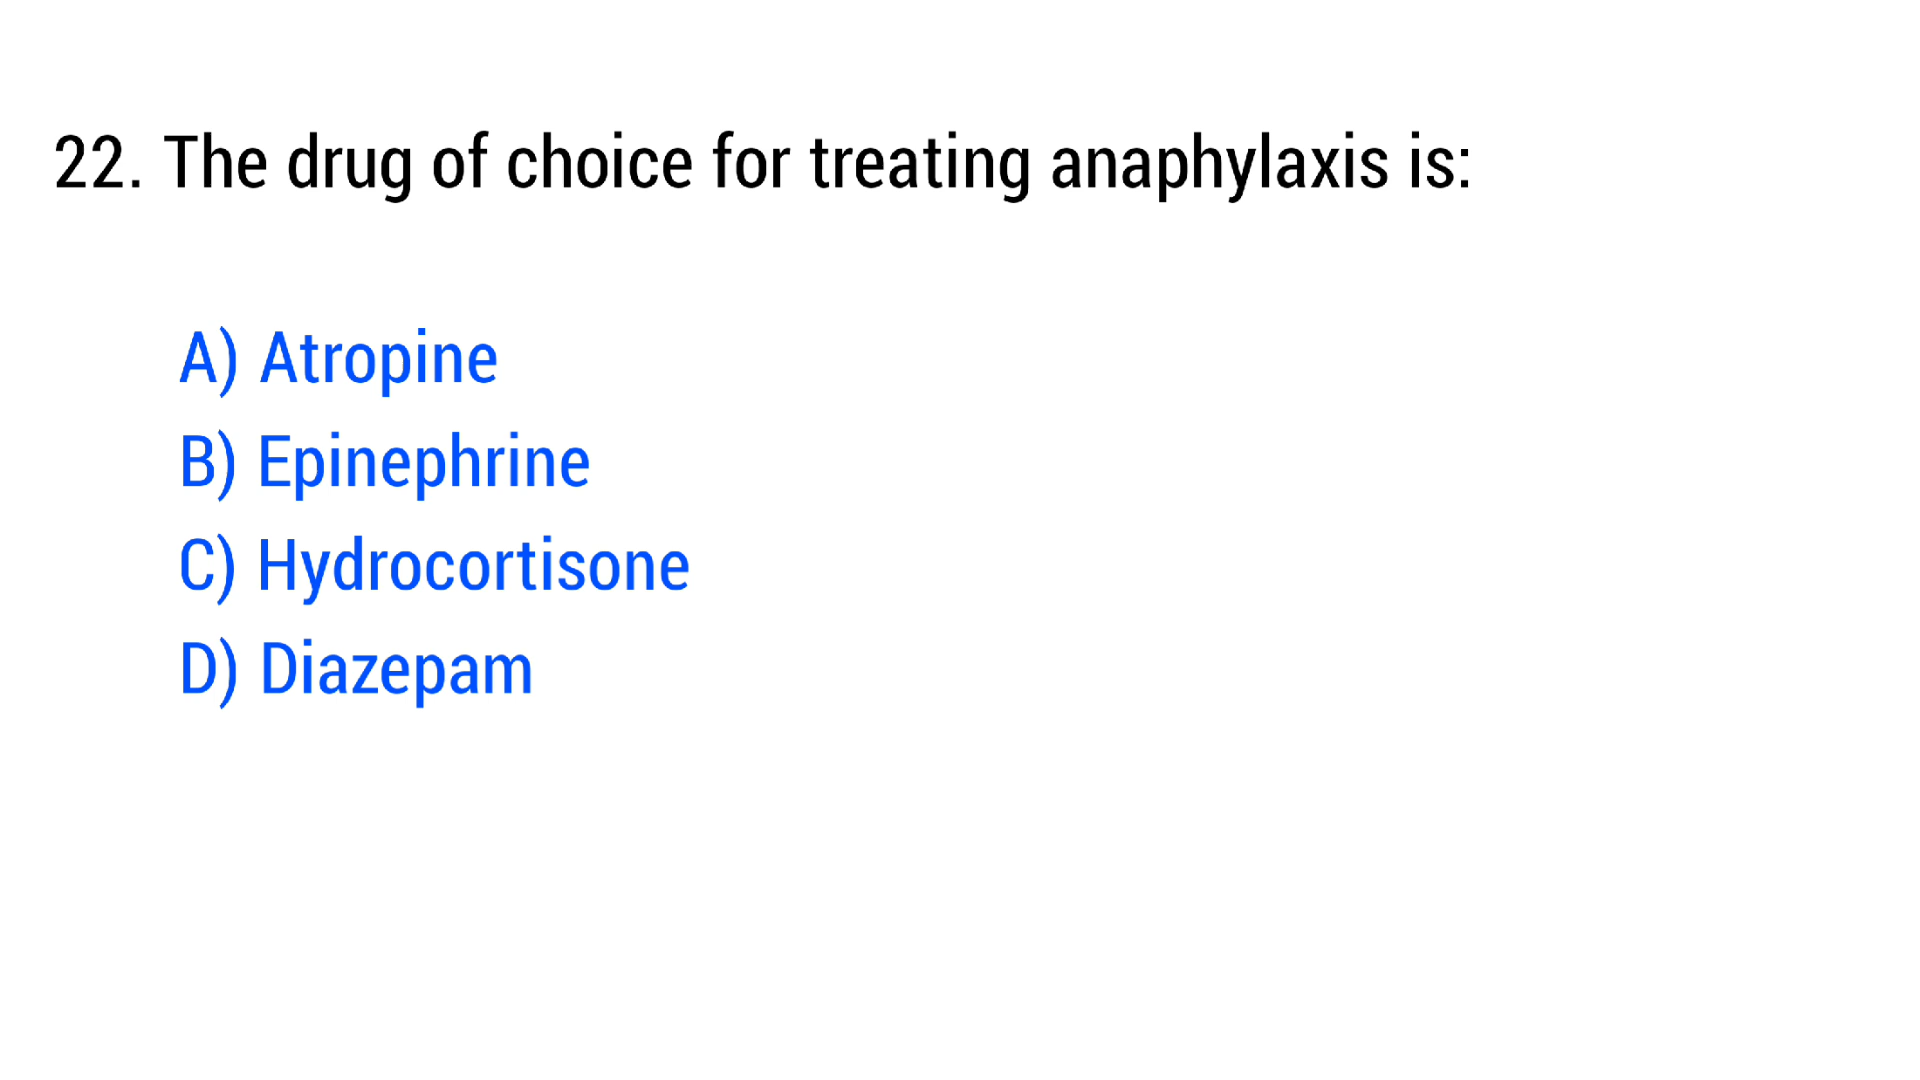 22. The drug of choice for treating anaphylaxis is:
A) Atropine
B) Epinephrine
C) Hydrocortisone
D) Diazepam